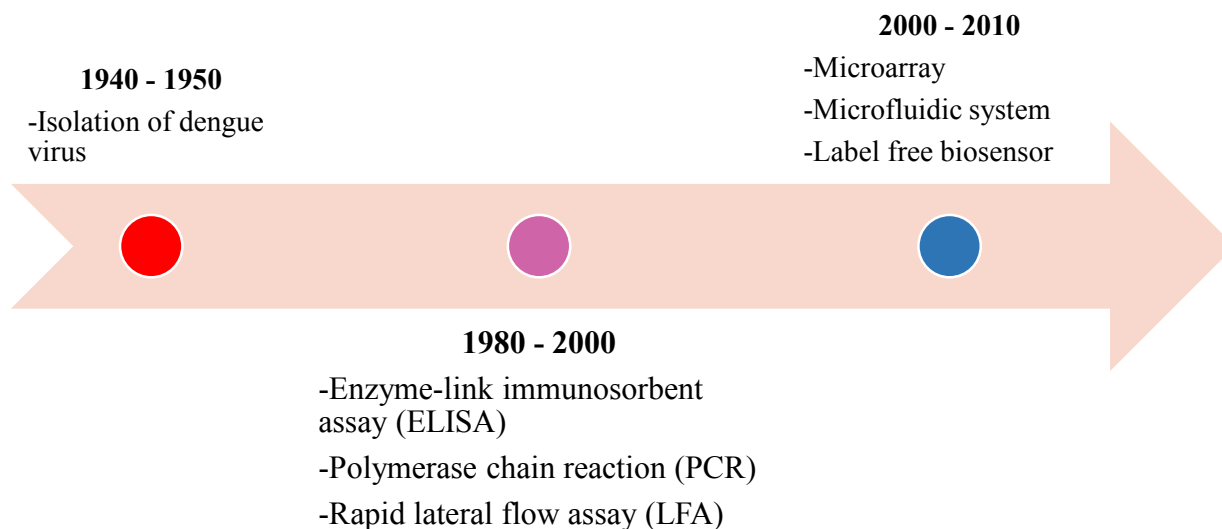 1940 - 1950
-Isolation of dengue
virus
1980 - 2000
-Enzyme-link immunosorbent
assay (ELISA)
-Polymerase chain reaction (PCR)
-Rapid lateral flow assay (LFA)
2000 - 2010
-Microarray
-Microfluidic system
-Label free biosensor